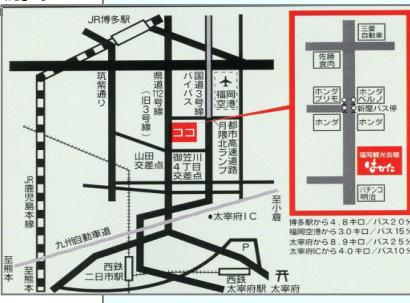 JR博多駅
筑紫通り
県道112号線
(旧3号線)
国道3号線
バイパス
福岡
空港
ココ
都市高速道路
月隈北ランプ
山田
交差点
御笠川
4丁目
交差点
JR鹿児島本線
至小倉
●太宰府IC
九州自動車道
至熊本
至熊本
西鉄
二日市駅
P
西鉄
太宰府駅
太宰府
三菱
自動車
佐藤
食肉
ホンダ
プリモ
ホンダ
ベルノ
新屋バス停
ホンダ
ホンダ
福岡観光会館
はかた
パチンコ
明治
博多駅から4.8キロ/バス20分
福岡空港から3.0キロ/バス15分
太宰府から8.9キロ/バス25分
太宰府ICから4.0キロ/バス10分